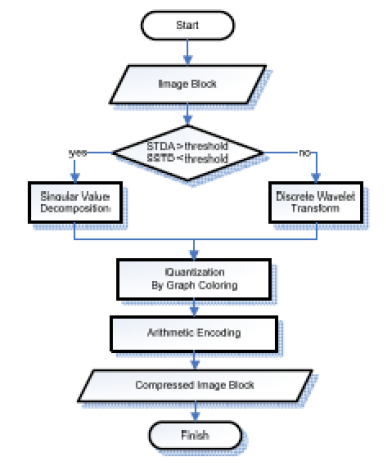 Start
Image Block
STDA>threshold
SSTD<threshold
yes
no
Singular Value
Decomposition
Discrete Wavelet
Transform
Quantization
By Graph Coloring
Arithmetic Encoding
Compressed Image Block
Finish